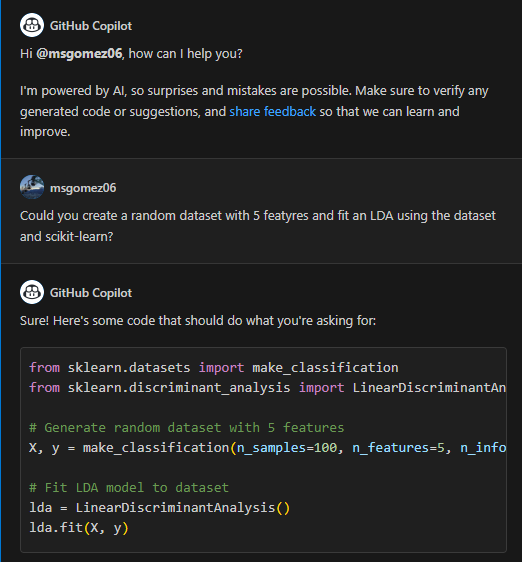 GitHub Copilot
Hi @msgomez06, how can I help you?
I'm powered by AI, so surprises and mistakes are possible. Make sure to verify any
generated code or suggestions, and share feedback so that we can learn and
improve.
msgomez06
Could you create a random dataset with 5 featyres and fit an LDA using the dataset
and scikit-learn?
GitHub Copilot
Sure! Here's some code that should do what you're asking for:
from sklearn.datasets import make_classification
from sklearn.discriminant_analysis import LinearDiscriminantAn
# Generate random dataset with 5 features
X, y = make_classification(n_samples=100, n_features=5, n_info
# Fit LDA model to dataset
lda = LinearDiscriminantAnalysis()
lda.fit(X, y)